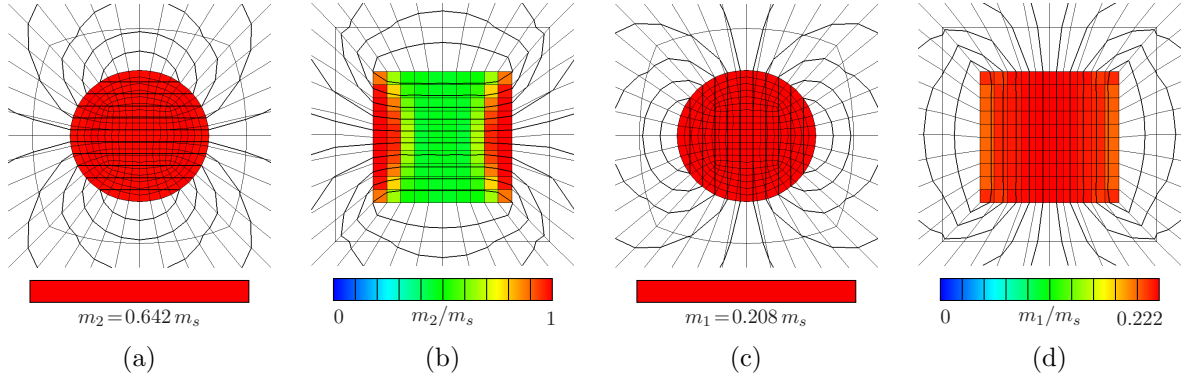 m₂ = 0.642 mₛ
0 m₂/mₛ 1
m₁ = 0.208 mₛ
0 m₁/mₛ 0.222
(a) (b) (c) (d)